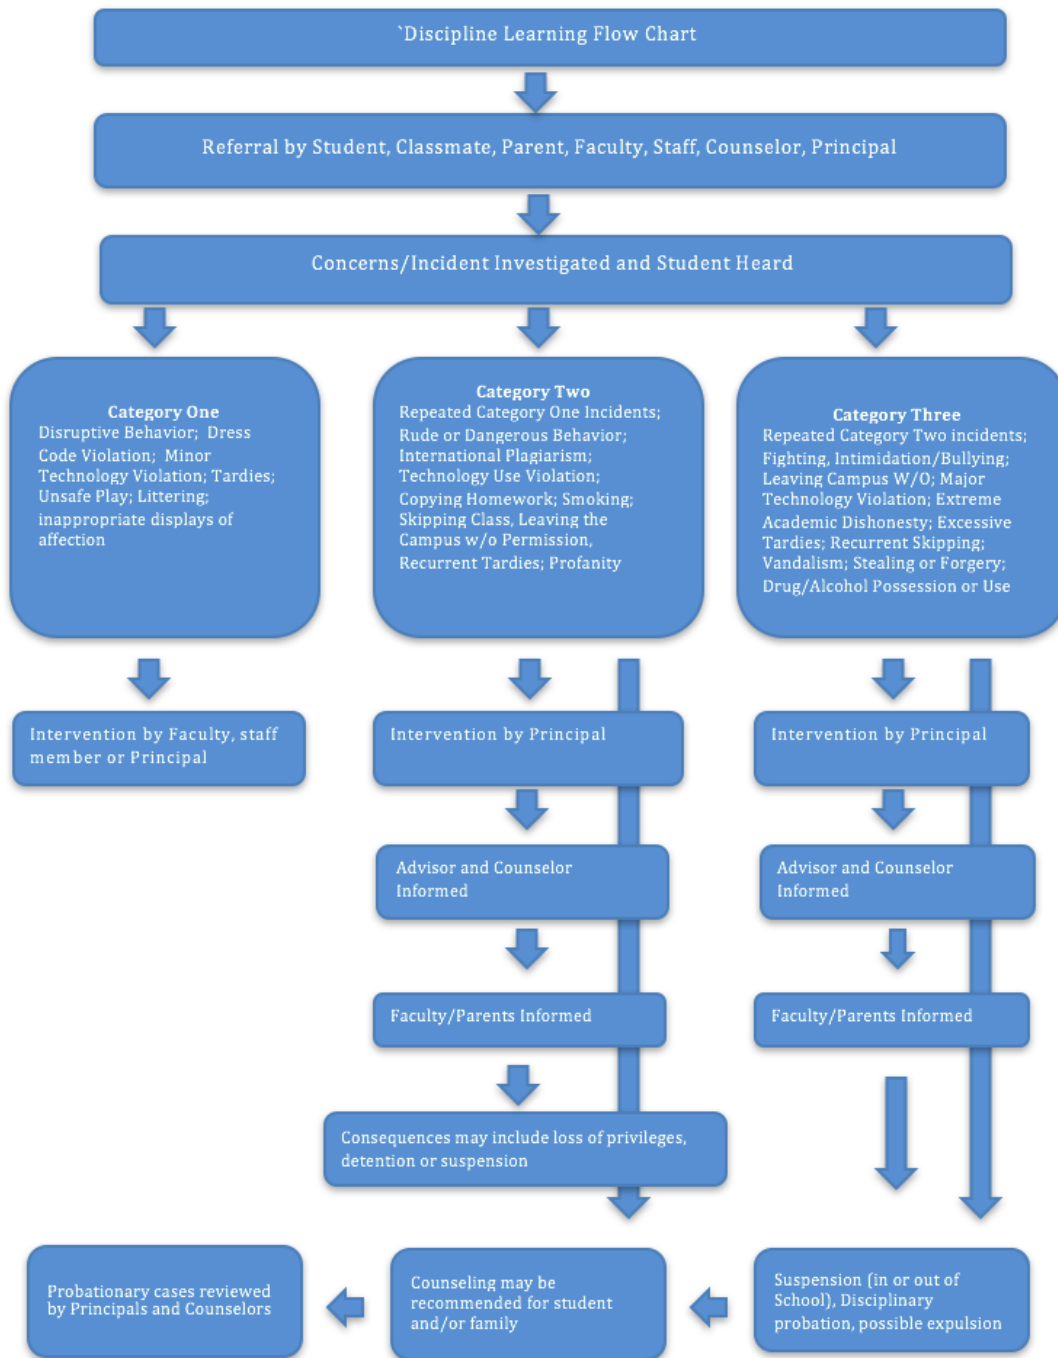 `Discipline Learning Flow Chart
Referral by Student, Classmate, Parent, Faculty, Staff, Counselor, Principal
Concerns/Incident Investigated and Student Heard
Category One
Disruptive Behavior; Dress
Code Violation; Minor
Technology Violation; Tardies;
Unsafe Play; Littering;
inappropriate displays of
affection
Category Two
Repeated Category One Incidents;
Rude or Dangerous Behavior;
International Plagiarism;
Technology Use Violation;
Copying Homework; Smoking;
Skipping Class, Leaving the
Campus w/o Permission,
Recurrent Tardies; Profanity
Category Three
Repeated Category Two incidents;
Fighting, Intimidation/Bullying;
Leaving Campus W/O; Major
Technology Violation; Extreme
Academic Dishonesty; Excessive
Tardies; Recurrent Skipping;
Vandalism; Stealing or Forgery;
Drug/Alcohol Possession or Use
Intervention by Faculty, staff
member or Principal
Intervention by Principal
Intervention by Principal
Advisor and Counselor
Informed
Advisor and Counselor
Informed
Faculty/Parents Informed
Faculty/Parents Informed
Consequences may include loss of privileges,
detention or suspension
Probationary cases reviewed
by Principals and Counselors
Counseling may be
recommended for student
and/or family
Suspension (in or out of
School), Disciplinary
probation, possible expulsion